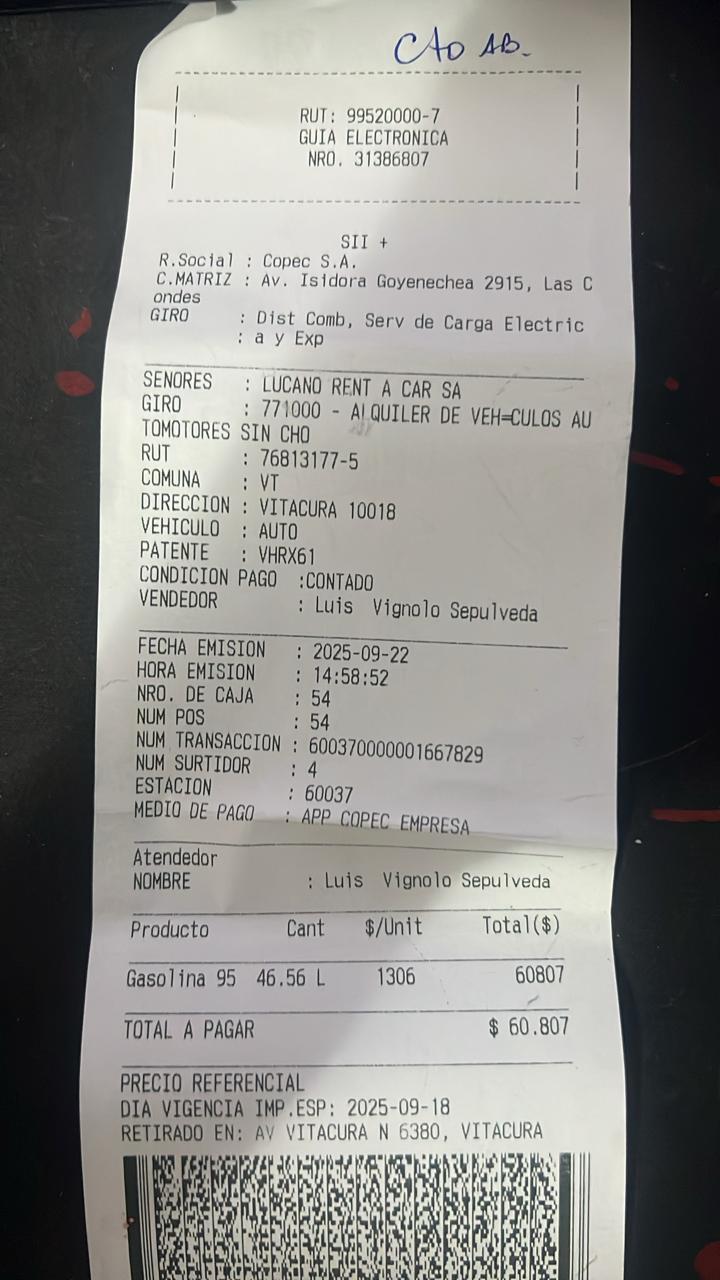 CAO AB.
RUT: 99520000-7
GUIA ELECTRONICA
NRO. 31386807
SII +
R.Social : Copec S.A.
C.MATRIZ : Av. Isidora Goyenechea 2915, Las C
ondes
GIRO : Dist Comb, Serv de Carga Electric
: a y Exp
SENORES : LUCANO RENT A CAR SA
GIRO : 771000 - ALQUILER DE VEH=CULOS AU
TOMOTORES SIN CHO
RUT : 76813177-5
COMUNA : VT
DIRECCION : VITACURA 10018
VEHICULO : AUTO
PATENTE : VHRX61
CONDICION PAGO :CONTADO
VENDEDOR : Luis Vignolo Sepulveda
FECHA EMISION : 2025-09-22
HORA EMISION : 14:58:52
NRO. DE CAJA : 54
NUM POS : 54
NUM TRANSACCION : 600370000001667829
NUM SURTIDOR : 4
ESTACION : 60037
MEDIO DE PAGO : APP COPEC EMPRESA
Atendedor
NOMBRE : Luis Vignolo Sepulveda
Producto Cant $/Unit Total($)
Gasolina 95 46.56 L 1306 60807
TOTAL A PAGAR $ 60.807
PRECIO REFERENCIAL
DIA VIGENCIA IMP.ESP: 2025-09-18
RETIRADO EN: AV VITACURA N 6380, VITACURA